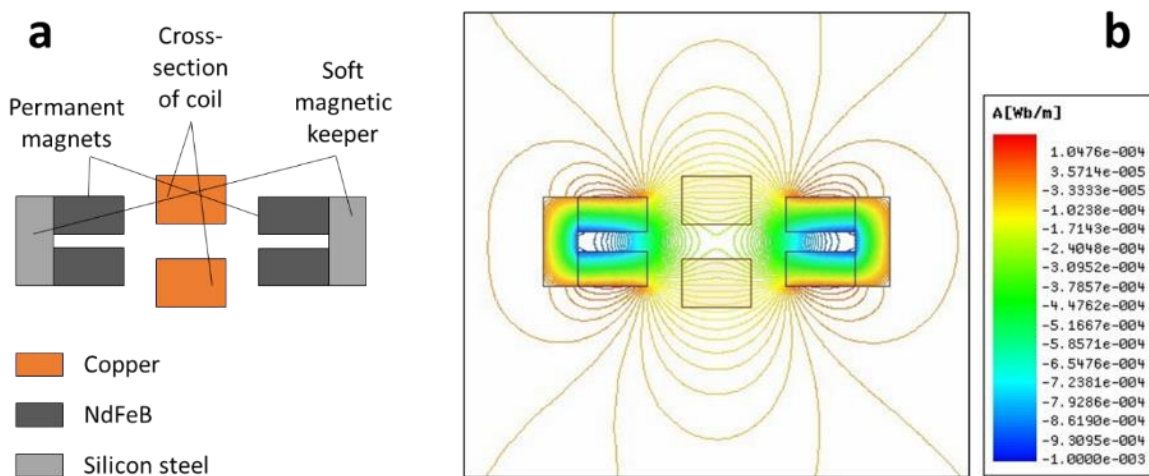 a
Cross-
section
of coil
Permanent
magnets
Soft
magnetic
keeper
Copper
NdFeB
Silicon steel
b
A[Wb/m]
1.0476e-004
3.5714e-005
-3.3333e-005
-1.0238e-004
-1.7143e-004
-2.4048e-004
-3.0952e-004
-3.7857e-004
-4.4762e-004
-5.1667e-004
-5.8571e-004
-6.5476e-004
-7.2381e-004
-7.9286e-004
-8.6190e-004
-9.3095e-004
-1.0000e-003